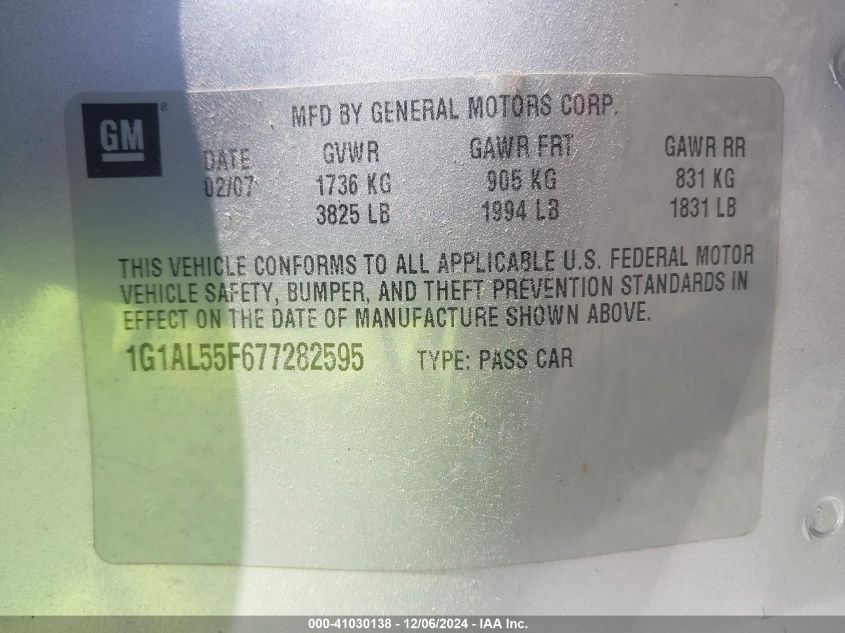 GM ®
MFD BY GENERAL MOTORS CORP.
DATE GVWR GAWR FRT GAWR RR
02/07 1736 KG 905 KG 831 KG
3825 LB 1994 LB 1831 LB
THIS VEHICLE CONFORMS TO ALL APPLICABLE U.S. FEDERAL MOTOR
VEHICLE SAFETY, BUMPER, AND THEFT PREVENTION STANDARDS IN
EFFECT ON THE DATE OF MANUFACTURE SHOWN ABOVE.
1G1AL55F677282595 TYPE: PASS CAR
000-41030138 - 12/06/2024 - IAA Inc.